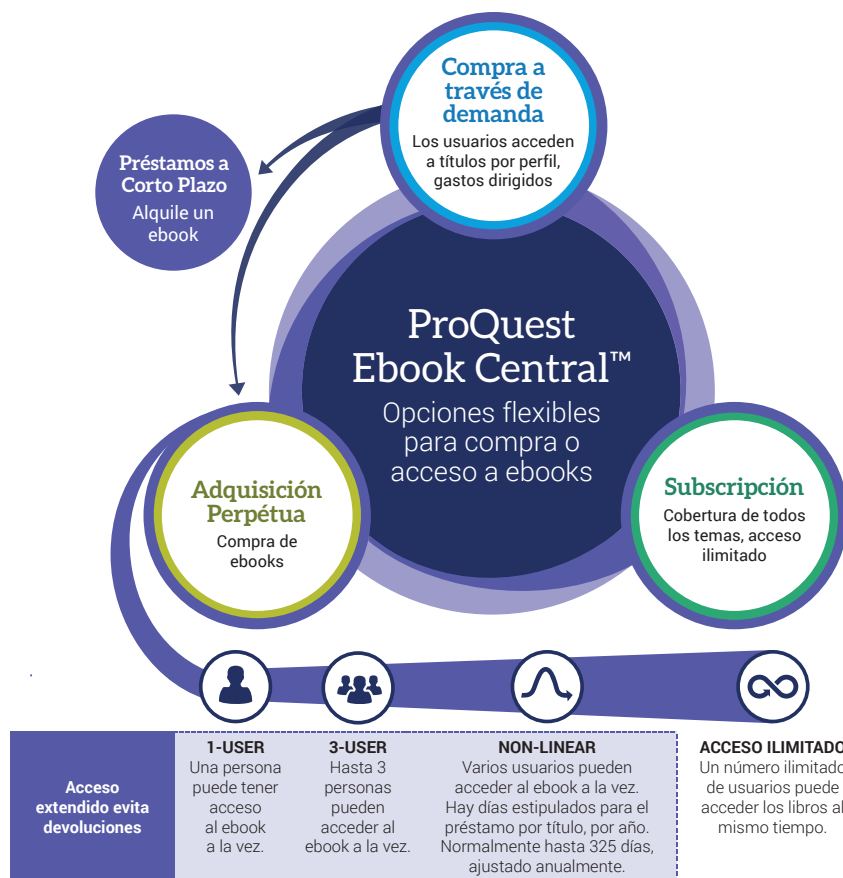 Compra a
través de
demanda
Los usuarios acceden
a títulos por perfil,
gastos dirigidos
Préstamos a
Corto Plazo
Alquile un
ebook
ProQuest
Ebook Central™
Opciones flexibles
para compra o
acceso a ebooks
Adquisición
Perpétua
Compra de
ebooks
Subscripción
Cobertura de todos
los temas, acceso
ilimitado
Acceso
extendido evita
devoluciones
1-USER
Una persona
puede tener
acceso
al ebook
a la vez.
3-USER
Hasta 3
personas
pueden
acceder al
ebook a la vez.
NON-LINEAR
Varios usuarios pueden
acceder al ebook a la vez.
Hay días estipulados para el
préstamo por título, por año.
Normalmente hasta 325 días,
ajustado anualmente.
ACCESO ILIMITADO
Un número ilimitado
de usuarios puede
acceder los libros al
mismo tiempo.